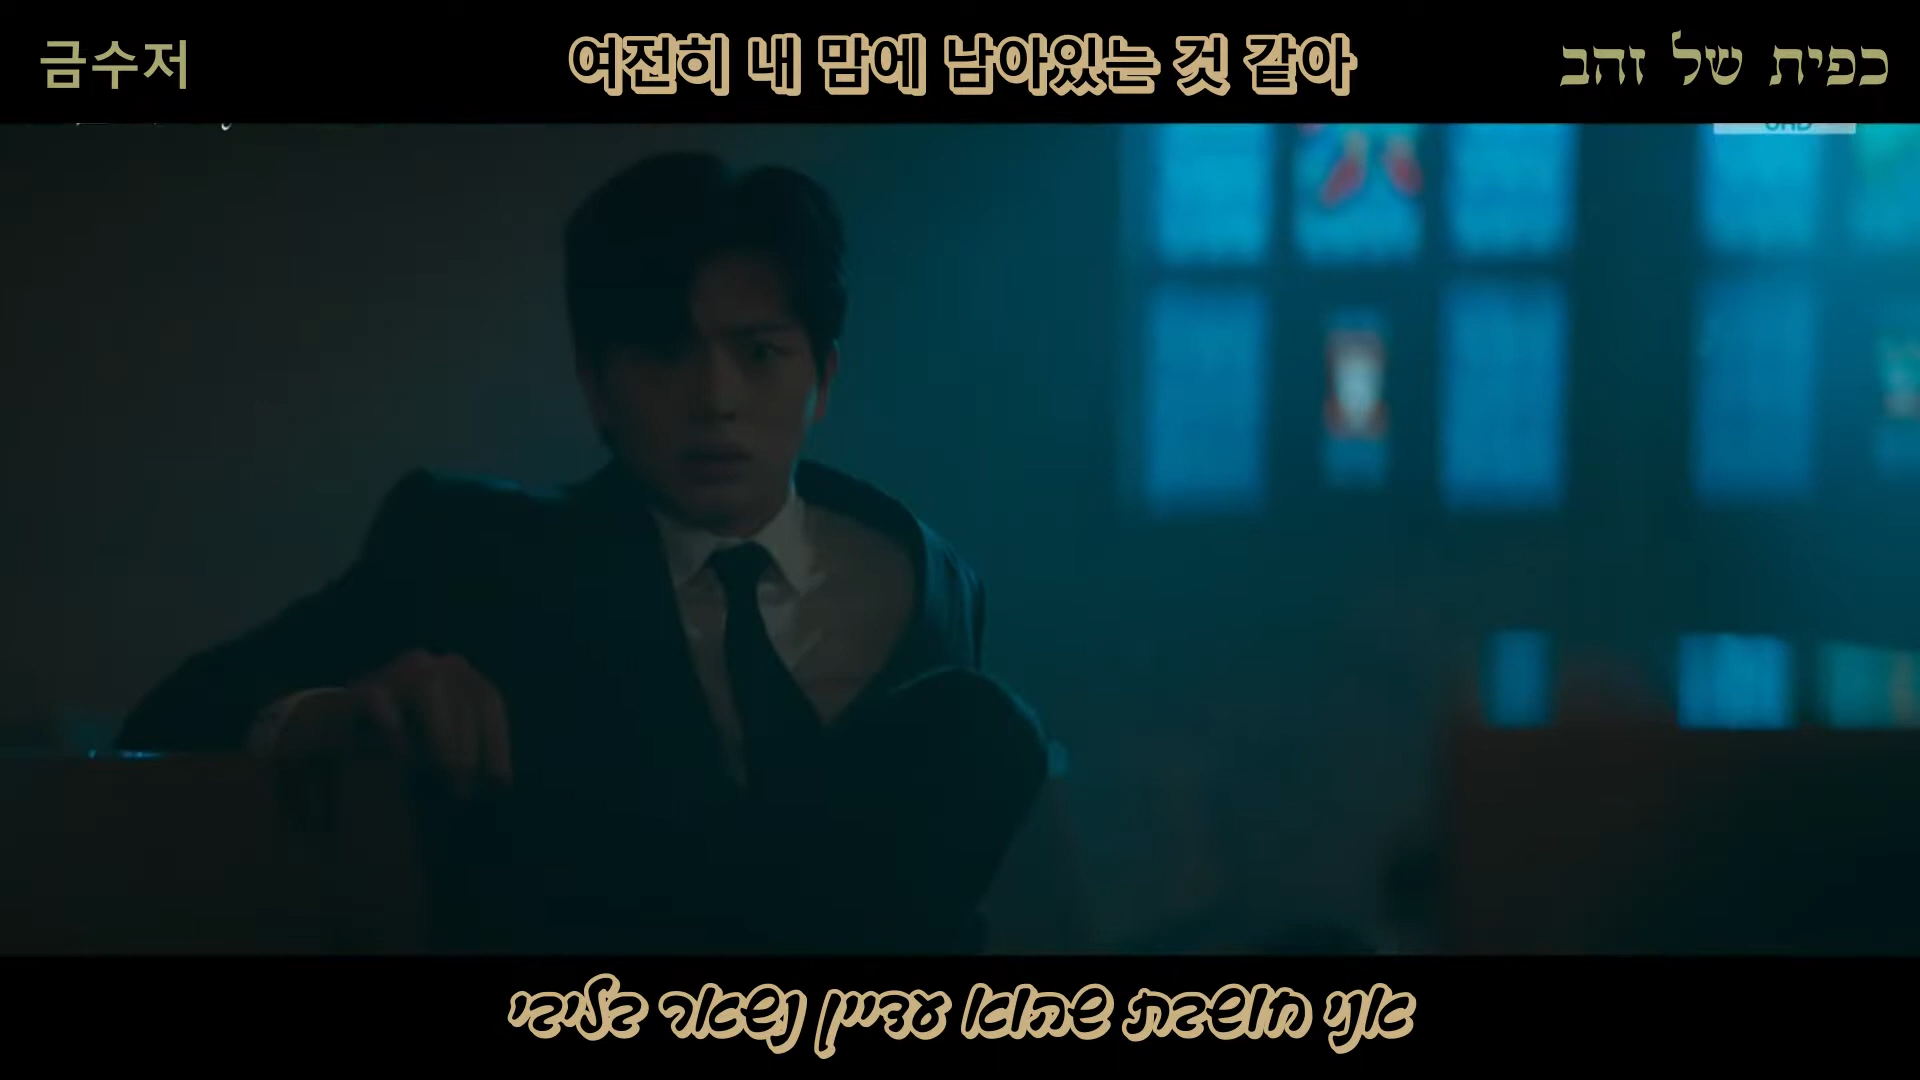 금수저
여전히 내 맘에 남아있는 것 같아
כפית של זהב
UHD
אני חושבת שהוא עדיין נשאר בליבי